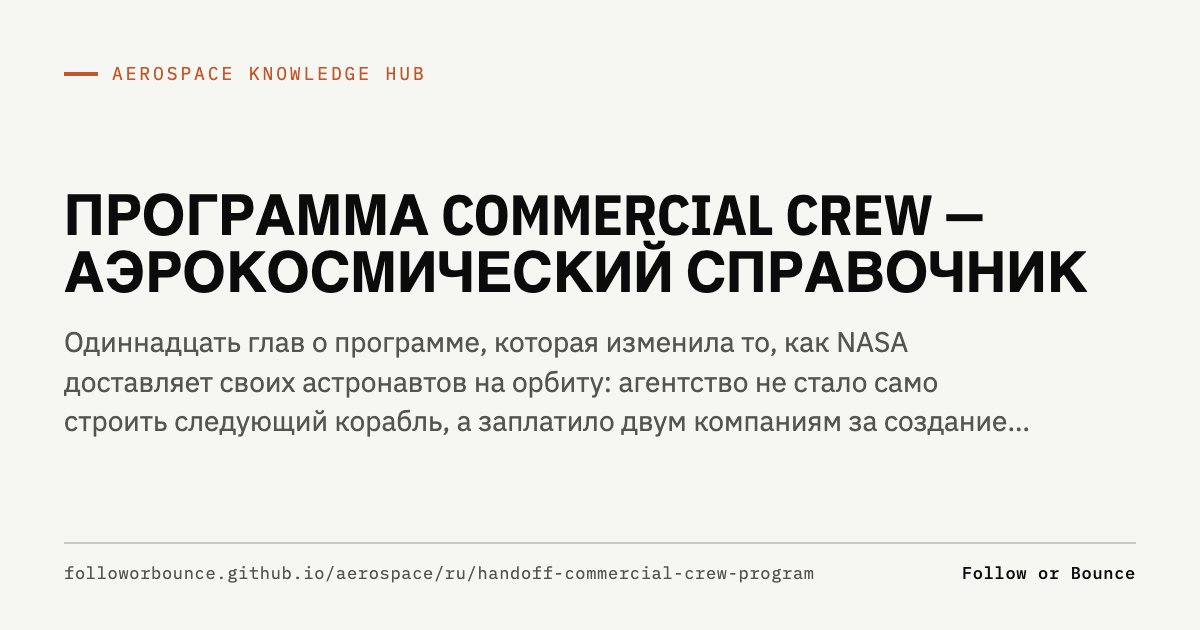 AEROSPACE KNOWLEDGE HUB
ПРОГРАММА COMMERCIAL CREW —
АЭРОКОСМИЧЕСКИЙ СПРАВОЧНИК
Одиннадцать глав о программе, которая изменила то, как NASA
доставляет своих астронавтов на орбиту: агентство не стало само
строить следующий корабль, а заплатило двум компаниям за создание...
followorbounce.github.io/aerospace/ru/handoff-commercial-crew-program
Follow or Bounce